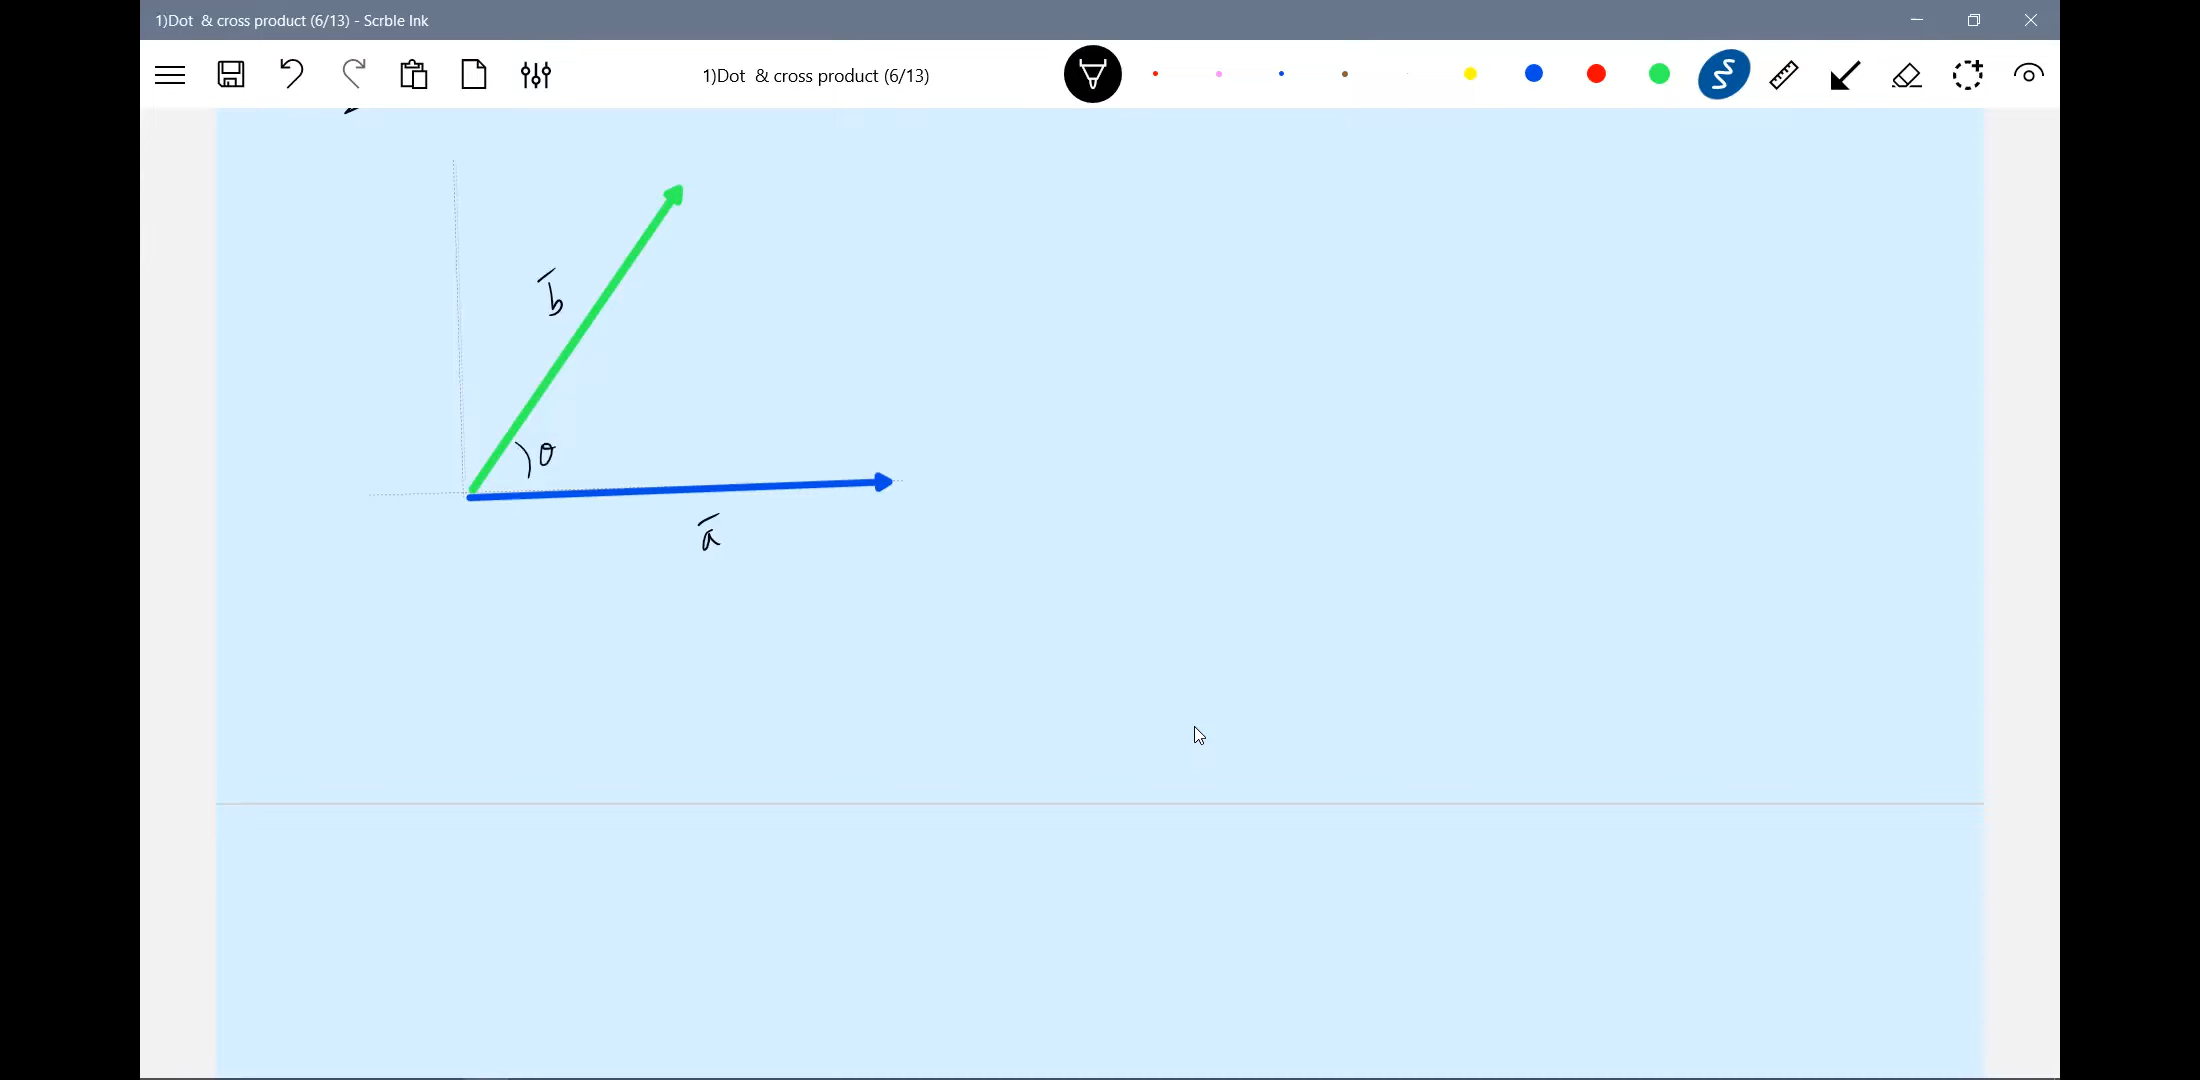 1)Dot & cross product (6/13) - Scrble Ink
1)Dot & cross product (6/13)
b̅
θ
a̅